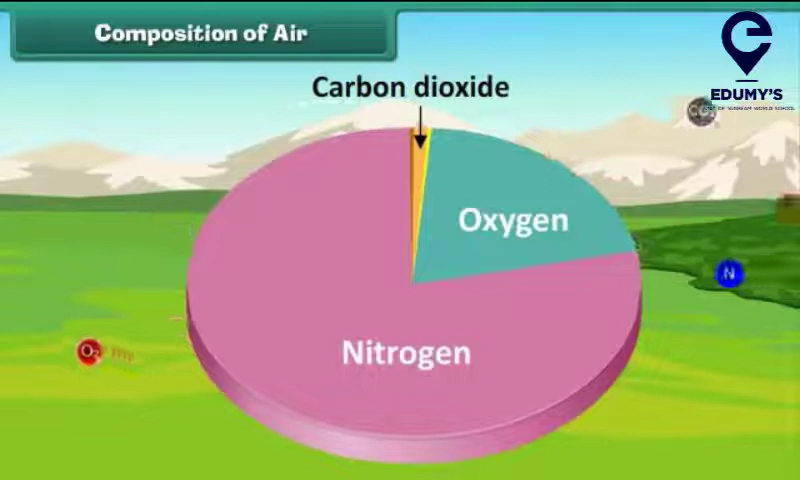 Composition of Air
EDUMY'S
Carbon dioxide
Oxygen
N
Nitrogen
O₂